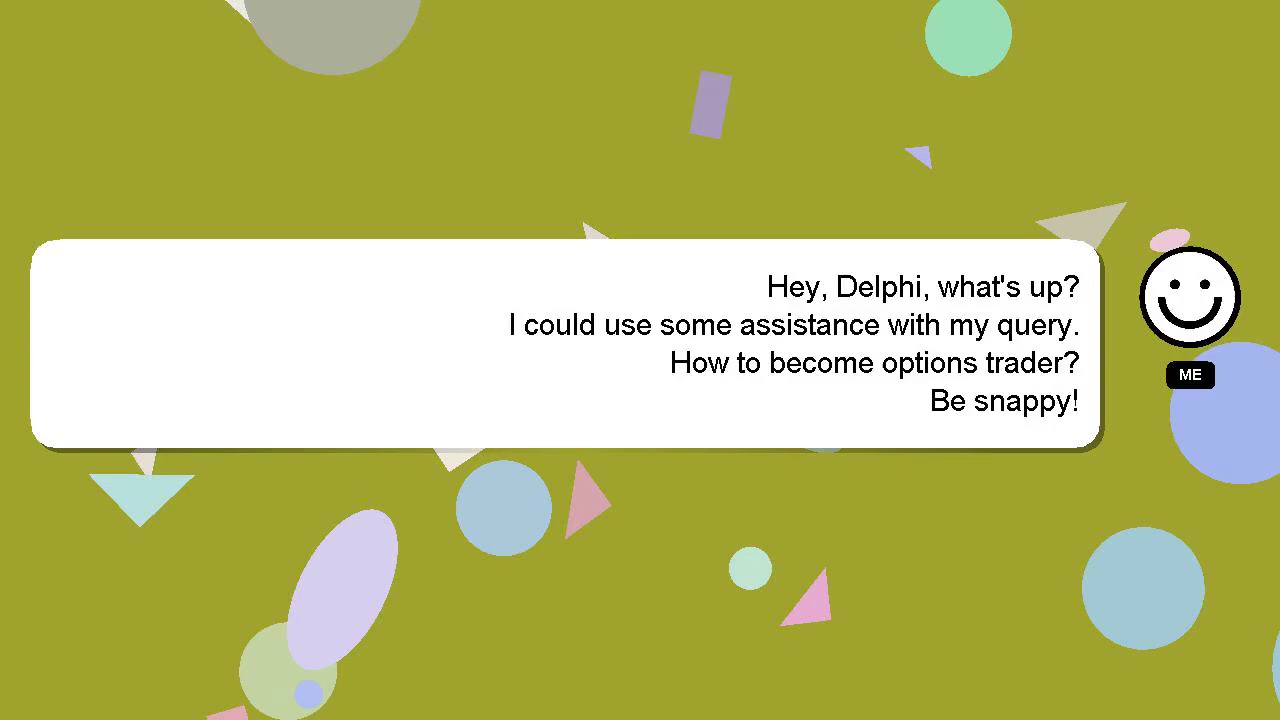 Hey, Delphi, what's up?
I could use some assistance with my query.
How to become options trader?
Be snappy!
ME